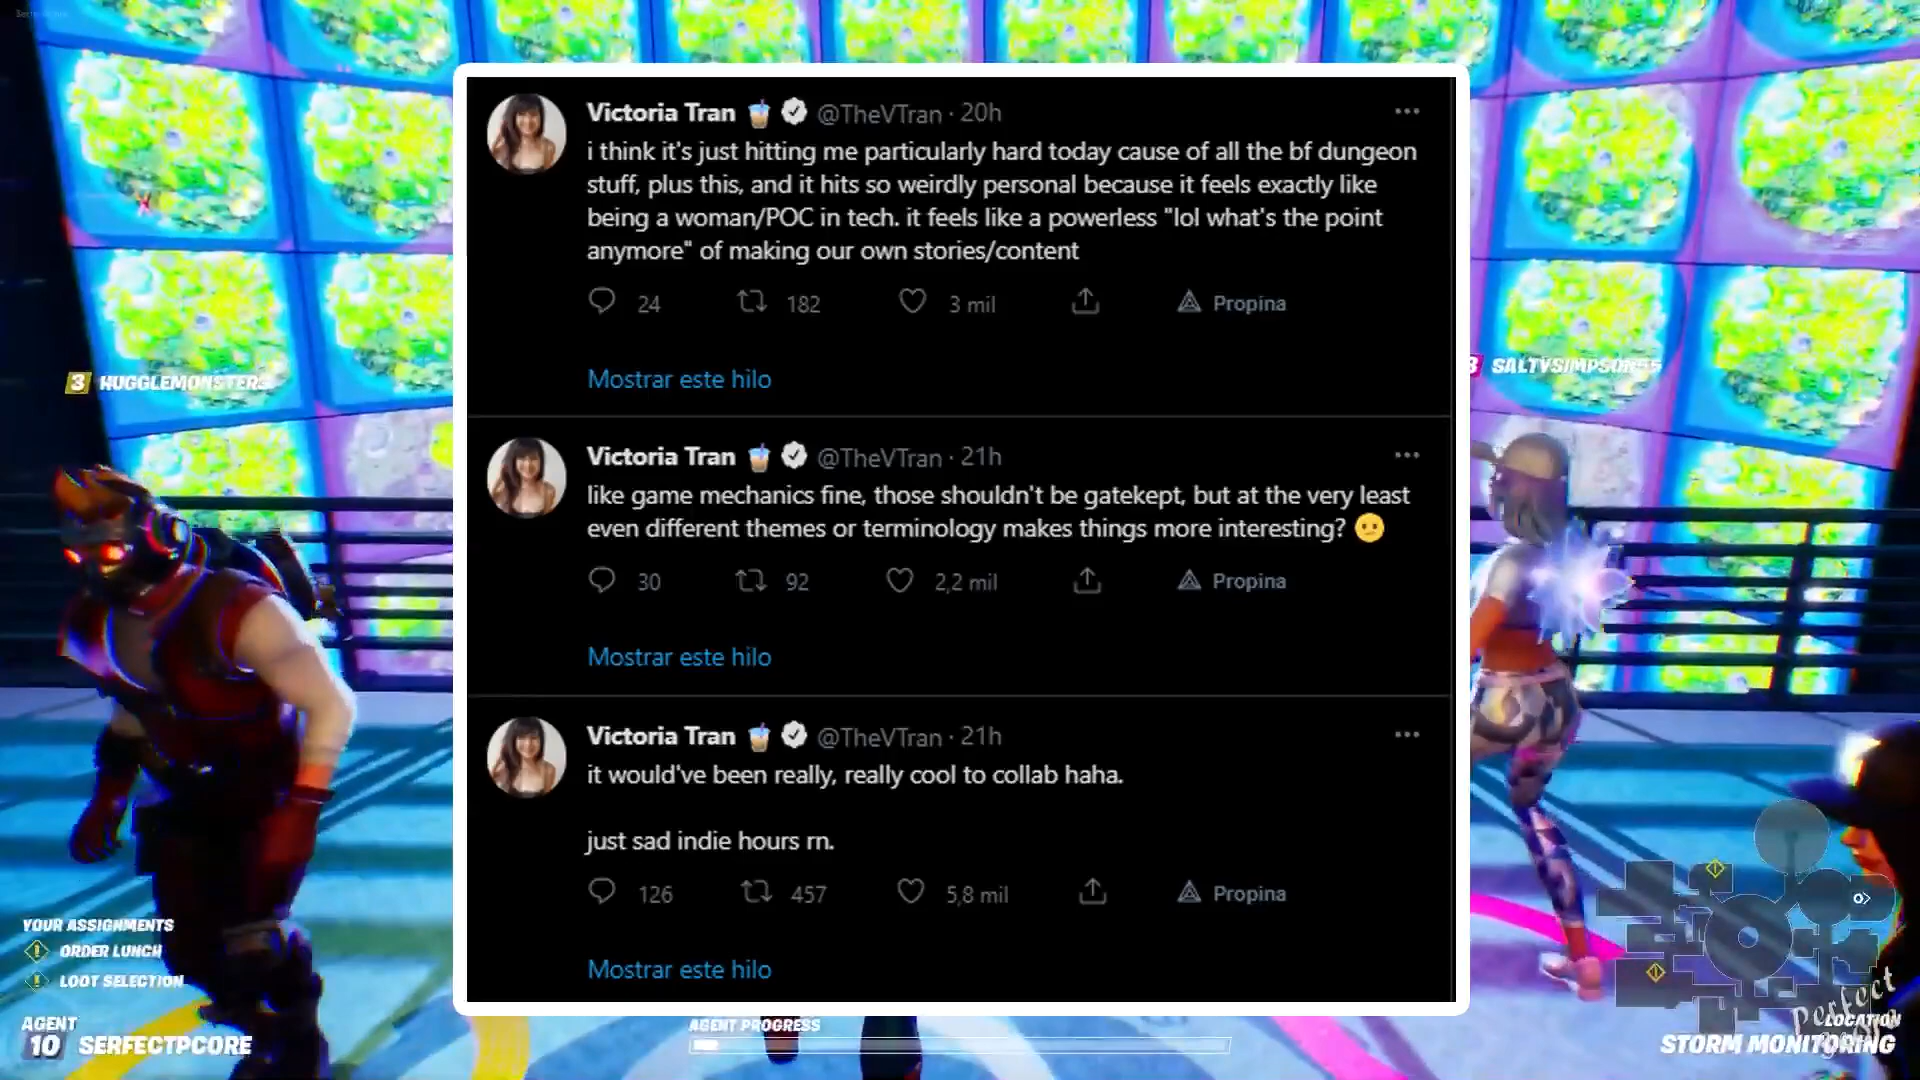 Victoria Tran @TheVTran · 20h
i think it's just hitting me particularly hard today cause of all the bf dungeon
stuff, plus this, and it hits so weirdly personal because it feels exactly like
being a woman/POC in tech. it feels like a powerless "lol what's the point
anymore" of making our own stories/content
24 182 3 mil Propina
Mostrar este hilo
Victoria Tran @TheVTran · 21h
like game mechanics fine, those shouldn't be gatekept, but at the very least
even different themes or terminology makes things more interesting? 😕
30 92 2,2 mil Propina
Mostrar este hilo
Victoria Tran @TheVTran · 21h
it would've been really, really cool to collab haha.
just sad indie hours rn.
126 457 5,8 mil Propina
Mostrar este hilo
3 HUGGLEMONSTERS
SALTYSIMPSON55
YOUR ASSIGNMENTS
ORDER LUNCH
LOOT SELECTION
AGENT
10 SERFECTPCORE
AGENT PROGRESS
Perfect
LOCATION
STORM MONITORING